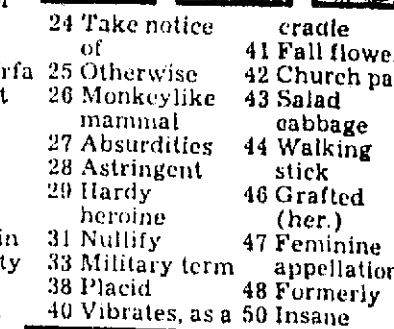 24 Take notice
of
25 Otherwise
26 Monkeylike
mammal
27 Absurdities
28 Astringent
29 Hardy
heroine
31 Nullify
33 Military term
38 Placid
40 Vibrates, as a
cradle
41 Fall flowe
42 Church pa
43 Salad
cabbage
44 Walking
stick
46 Grafted
(her.)
47 Feminine
appellation
48 Formerly
50 Insane